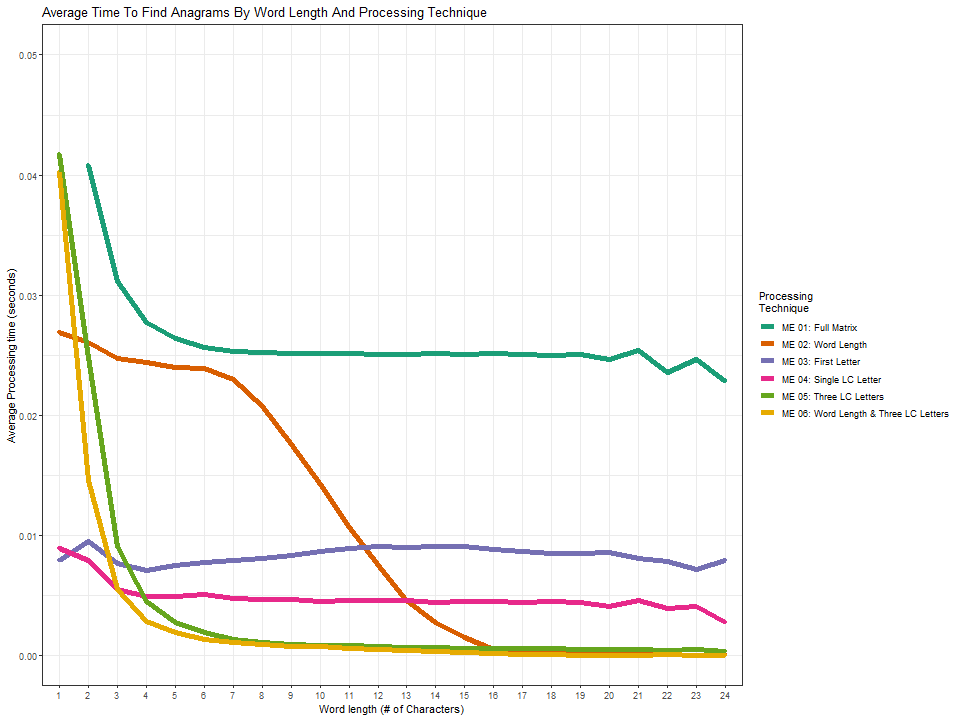 Average Time To Find Anagrams By Word Length And Processing Technique
0.05
0.04
0.03
0.02
0.01
0.00
Average Processing time (seconds)
1 2 3 4 5 6 7 8 9 10 11 12 13 14 15 16 17 18 19 20 21 22 23 24
Word length (# of Characters)
Processing
Technique
ME 01: Full Matrix
ME 02: Word Length
ME 03: First Letter
ME 04: Single LC Letter
ME 05: Three LC Letters
ME 06: Word Length & Three LC Letters